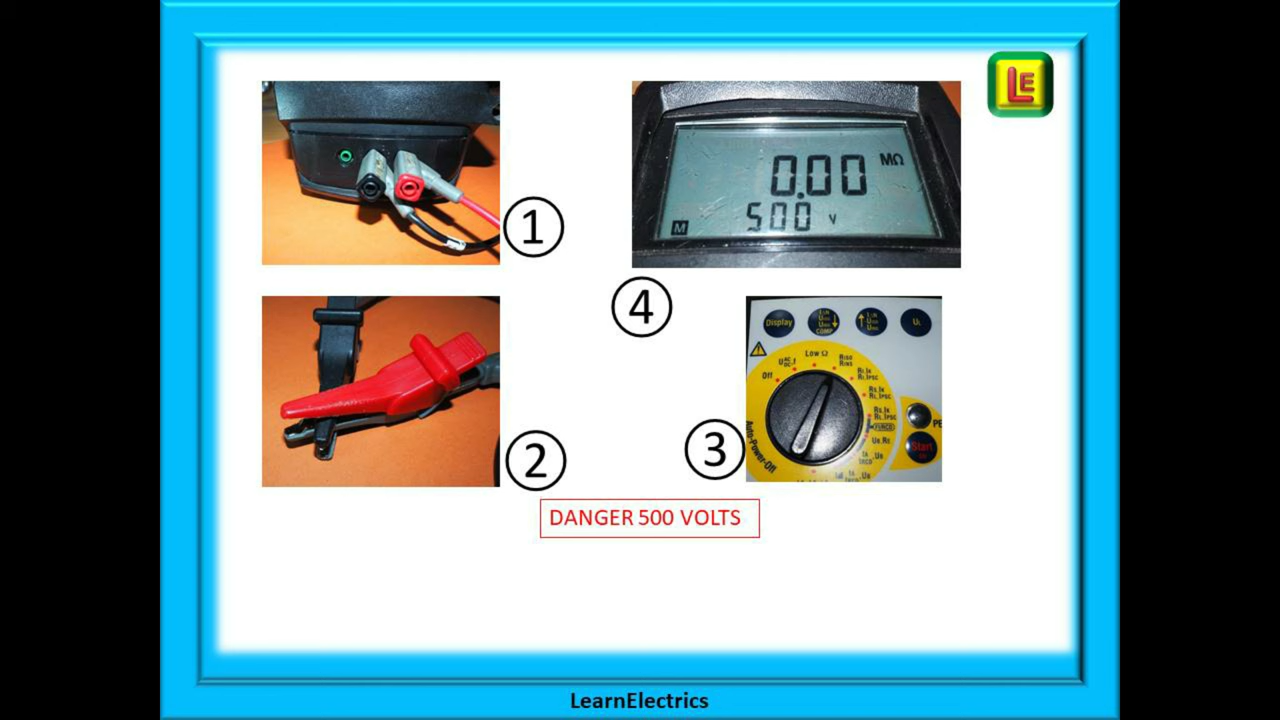 LE
1
0.00 MΩ
500 V
M
4
2
3
Display
UL
Off
Low Ω
Auto-Power-Off
Start
DANGER 500 VOLTS
LearnElectrics